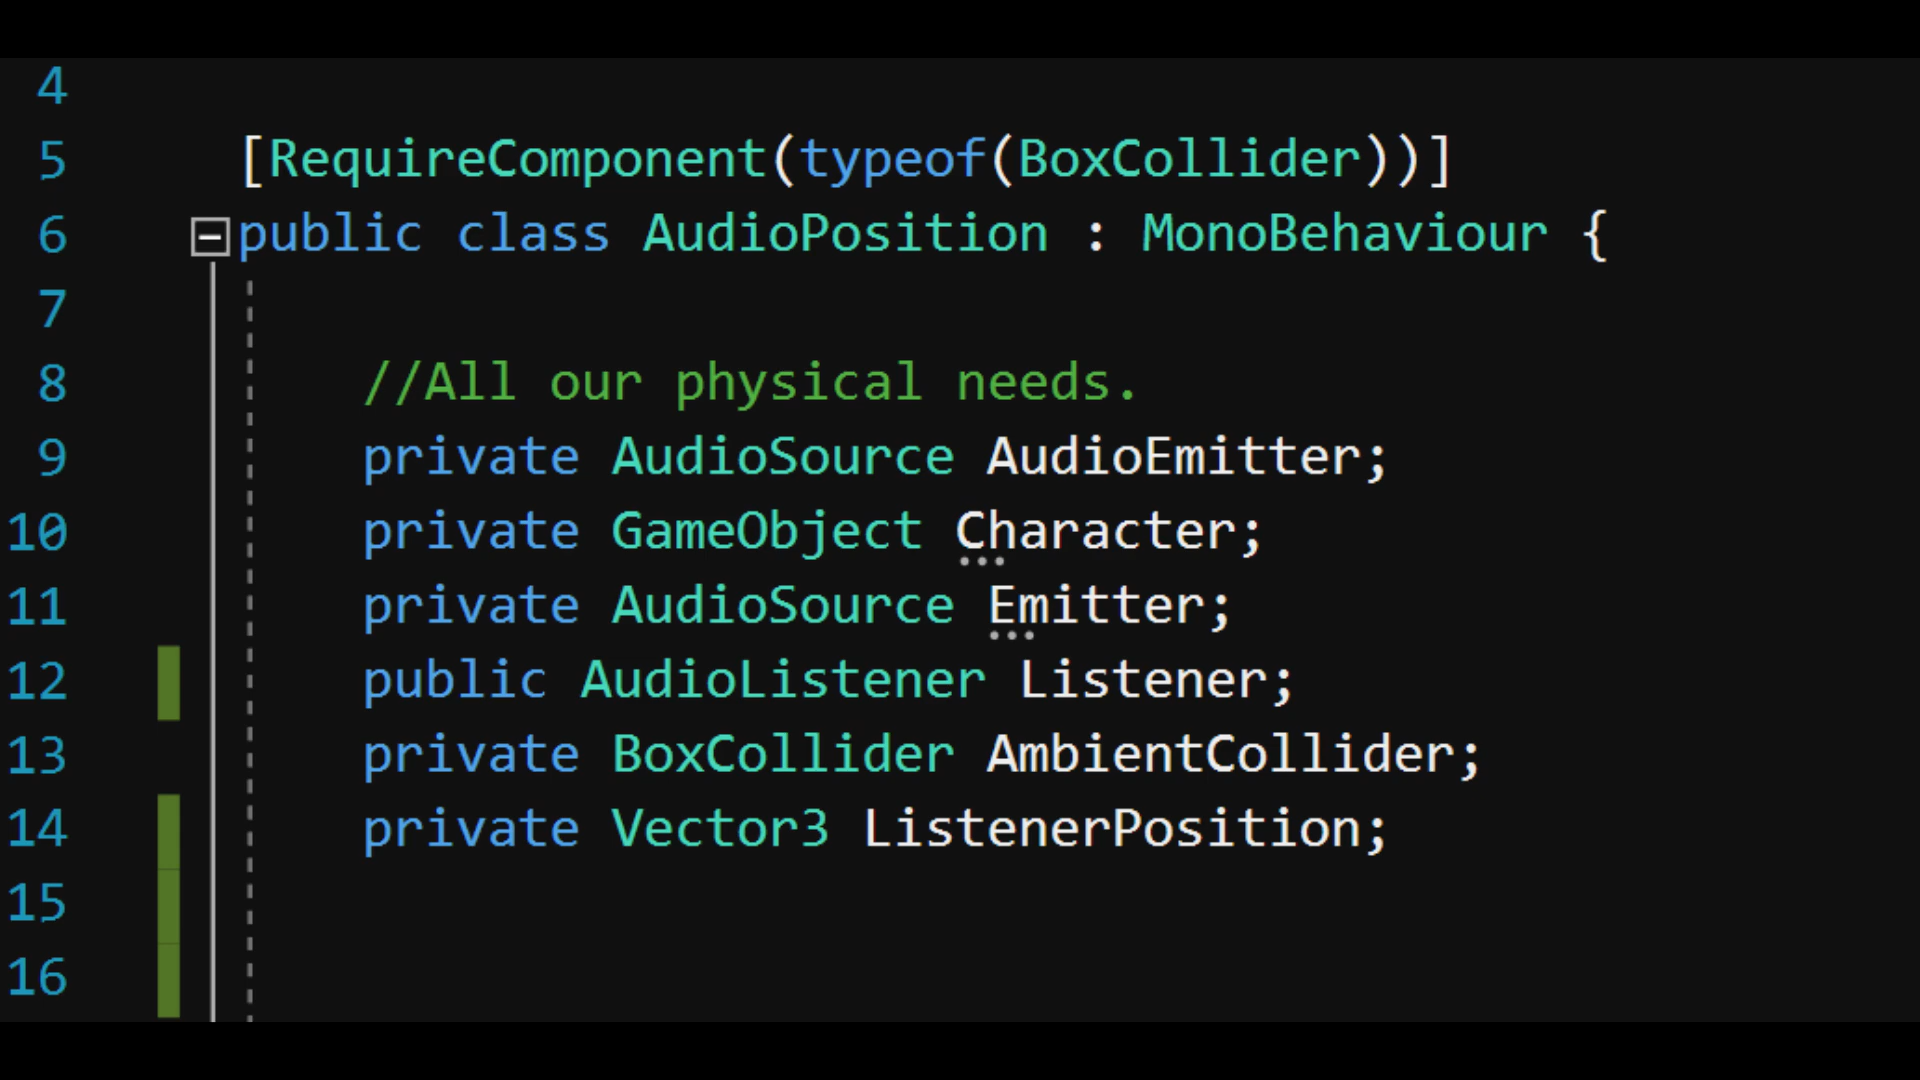 4
5 [RequireComponent(typeof(BoxCollider))]
6 public class AudioPosition : MonoBehaviour {
7
8 //All our physical needs.
9 private AudioSource AudioEmitter;
10 private GameObject Character;
11 private AudioSource Emitter;
12 public AudioListener Listener;
13 private BoxCollider AmbientCollider;
14 private Vector3 ListenerPosition;
15
16